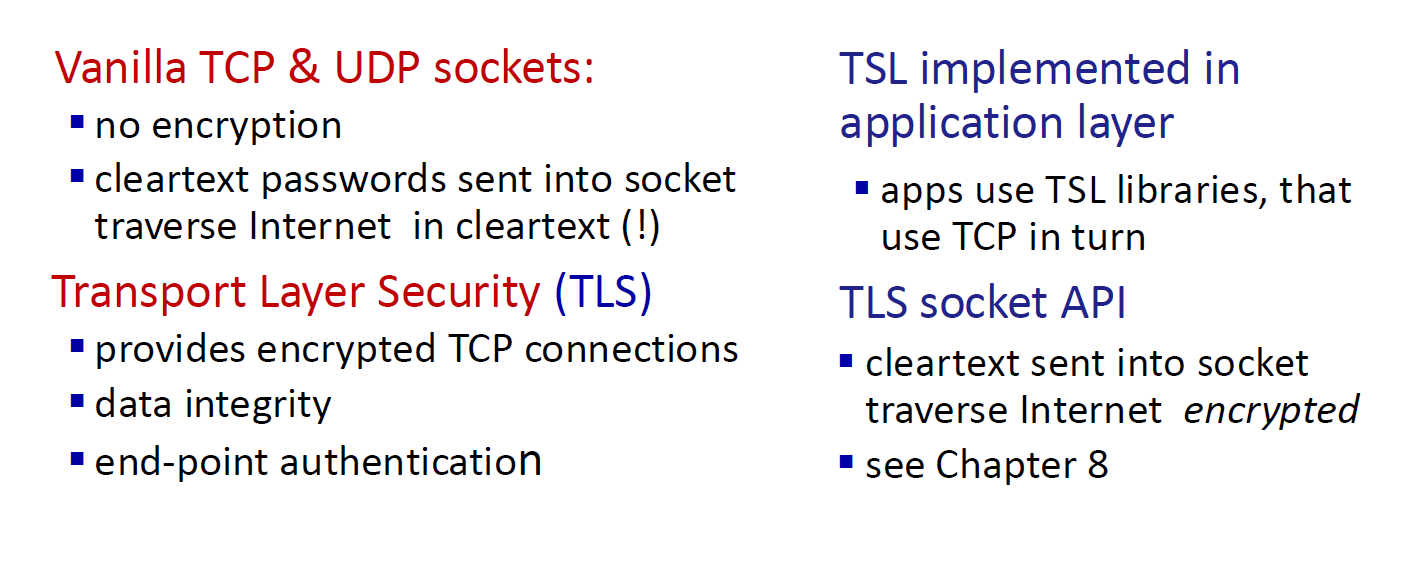 Vanilla TCP & UDP sockets:
▪ no encryption
▪ cleartext passwords sent into socket
traverse Internet in cleartext (!)
Transport Layer Security (TLS)
▪ provides encrypted TCP connections
▪ data integrity
▪ end-point authentication
TSL implemented in
application layer
▪ apps use TSL libraries, that
use TCP in turn
TLS socket API
▪ cleartext sent into socket
traverse Internet encrypted
▪ see Chapter 8